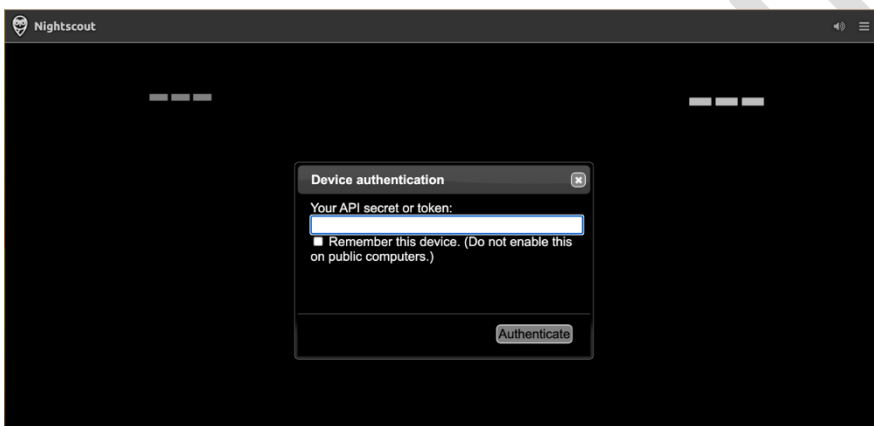 Nightscout
--- ---
Device authentication
Your API secret or token:
Remember this device. (Do not enable this
on public computers.)
Authenticate